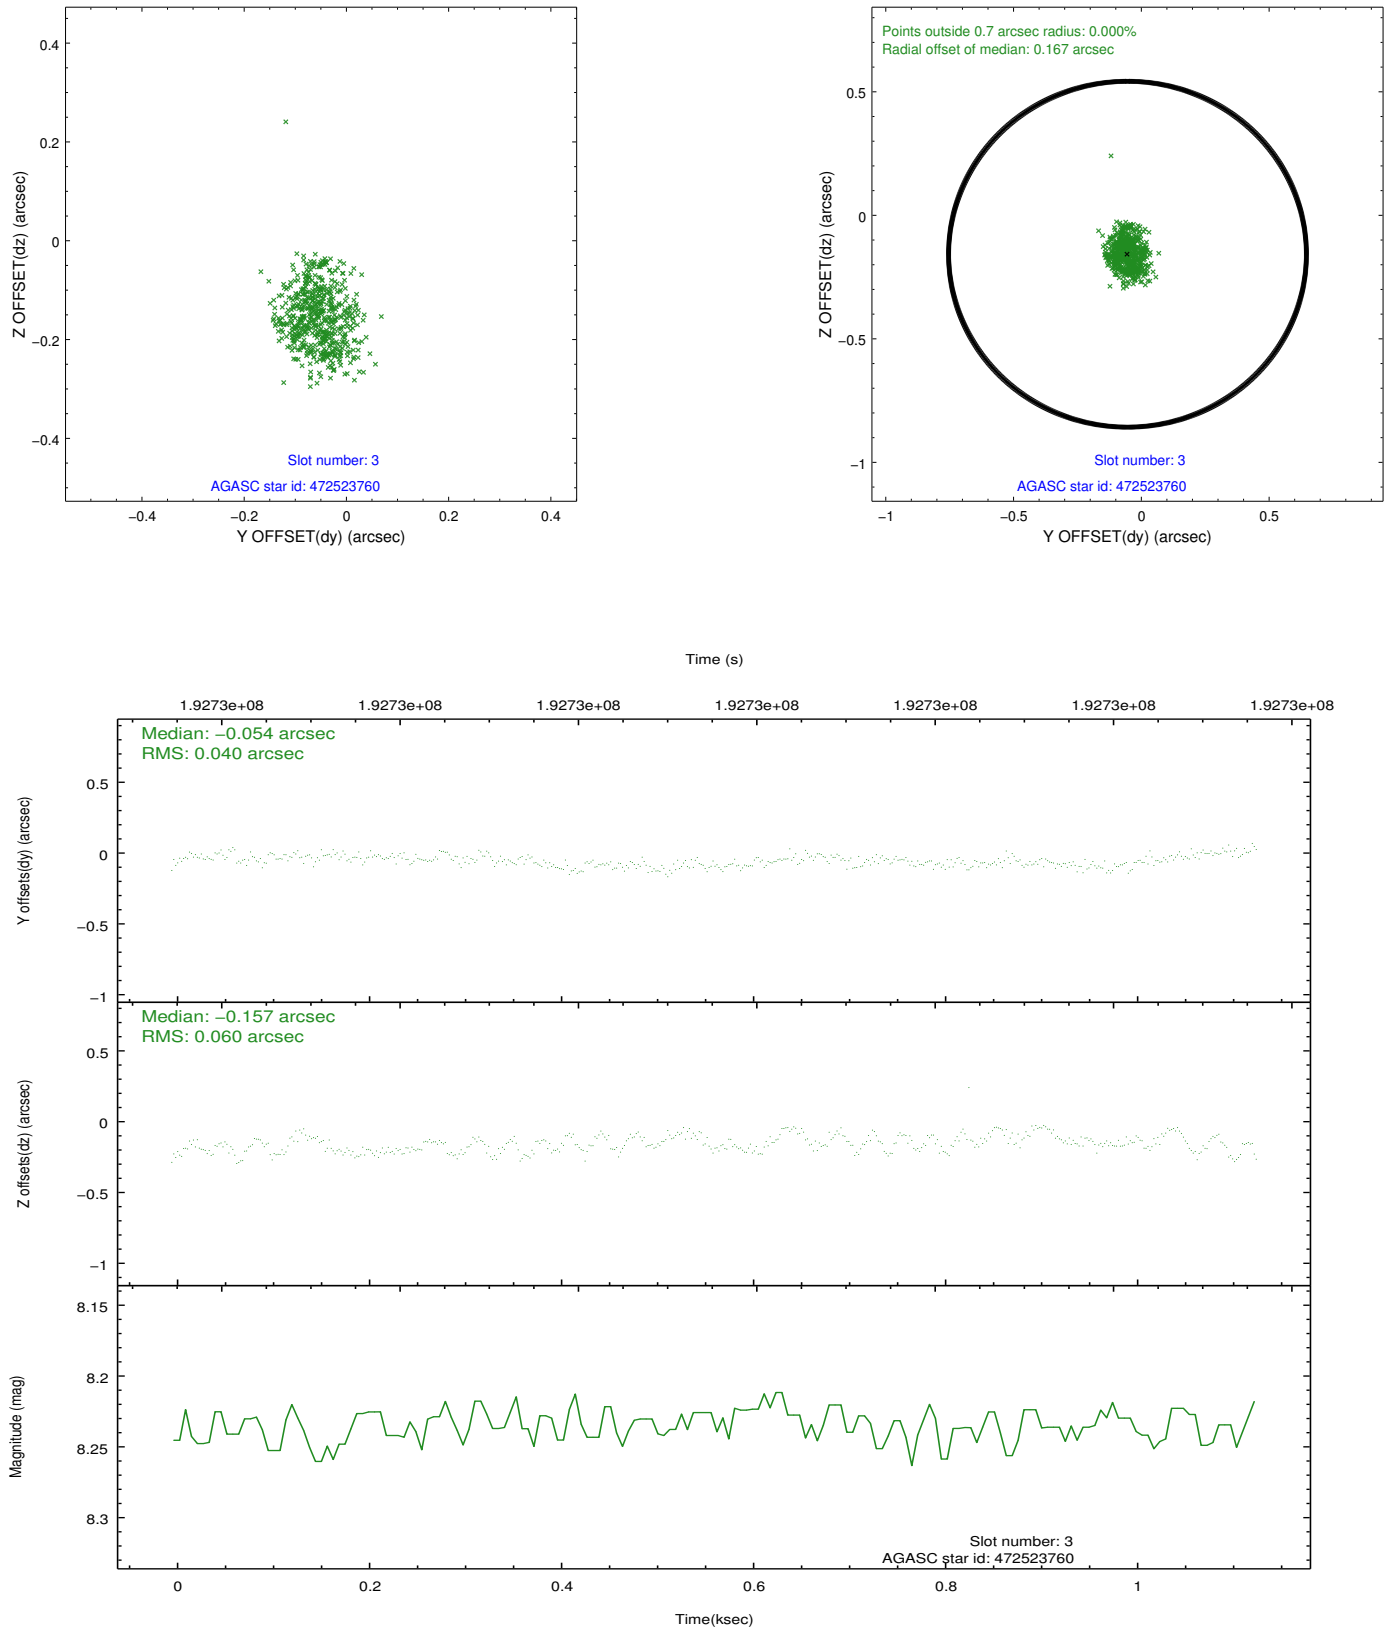 0.4
0.2
0
−0.2
−0.4
Z OFFSET(dz) (arcsec)
Slot number: 3
AGASC star id: 472523760
−0.4 −0.2 0 0.2 0.4
Y OFFSET(dy) (arcsec)
Points outside 0.7 arcsec radius: 0.000%
Radial offset of median: 0.167 arcsec
0.5
0
−0.5
−1
Z OFFSET(dz) (arcsec)
Slot number: 3
AGASC star id: 472523760
−1 −0.5 0 0.5
Y OFFSET(dy) (arcsec)
Time (s)
1.9273e+08 1.9273e+08 1.9273e+08 1.9273e+08 1.9273e+08 1.9273e+08 1.9273e+08
Median: −0.054 arcsec
RMS: 0.040 arcsec
0.5
0
−0.5
−1
Y offsets(dy) (arcsec)
Median: −0.157 arcsec
RMS: 0.060 arcsec
0.5
0
−0.5
−1
Z offsets(dz) (arcsec)
8.15
8.2
8.25
8.3
Magnitude (mag)
Slot number: 3
AGASC star id: 472523760
0 0.2 0.4 0.6 0.8 1
Time(ksec)